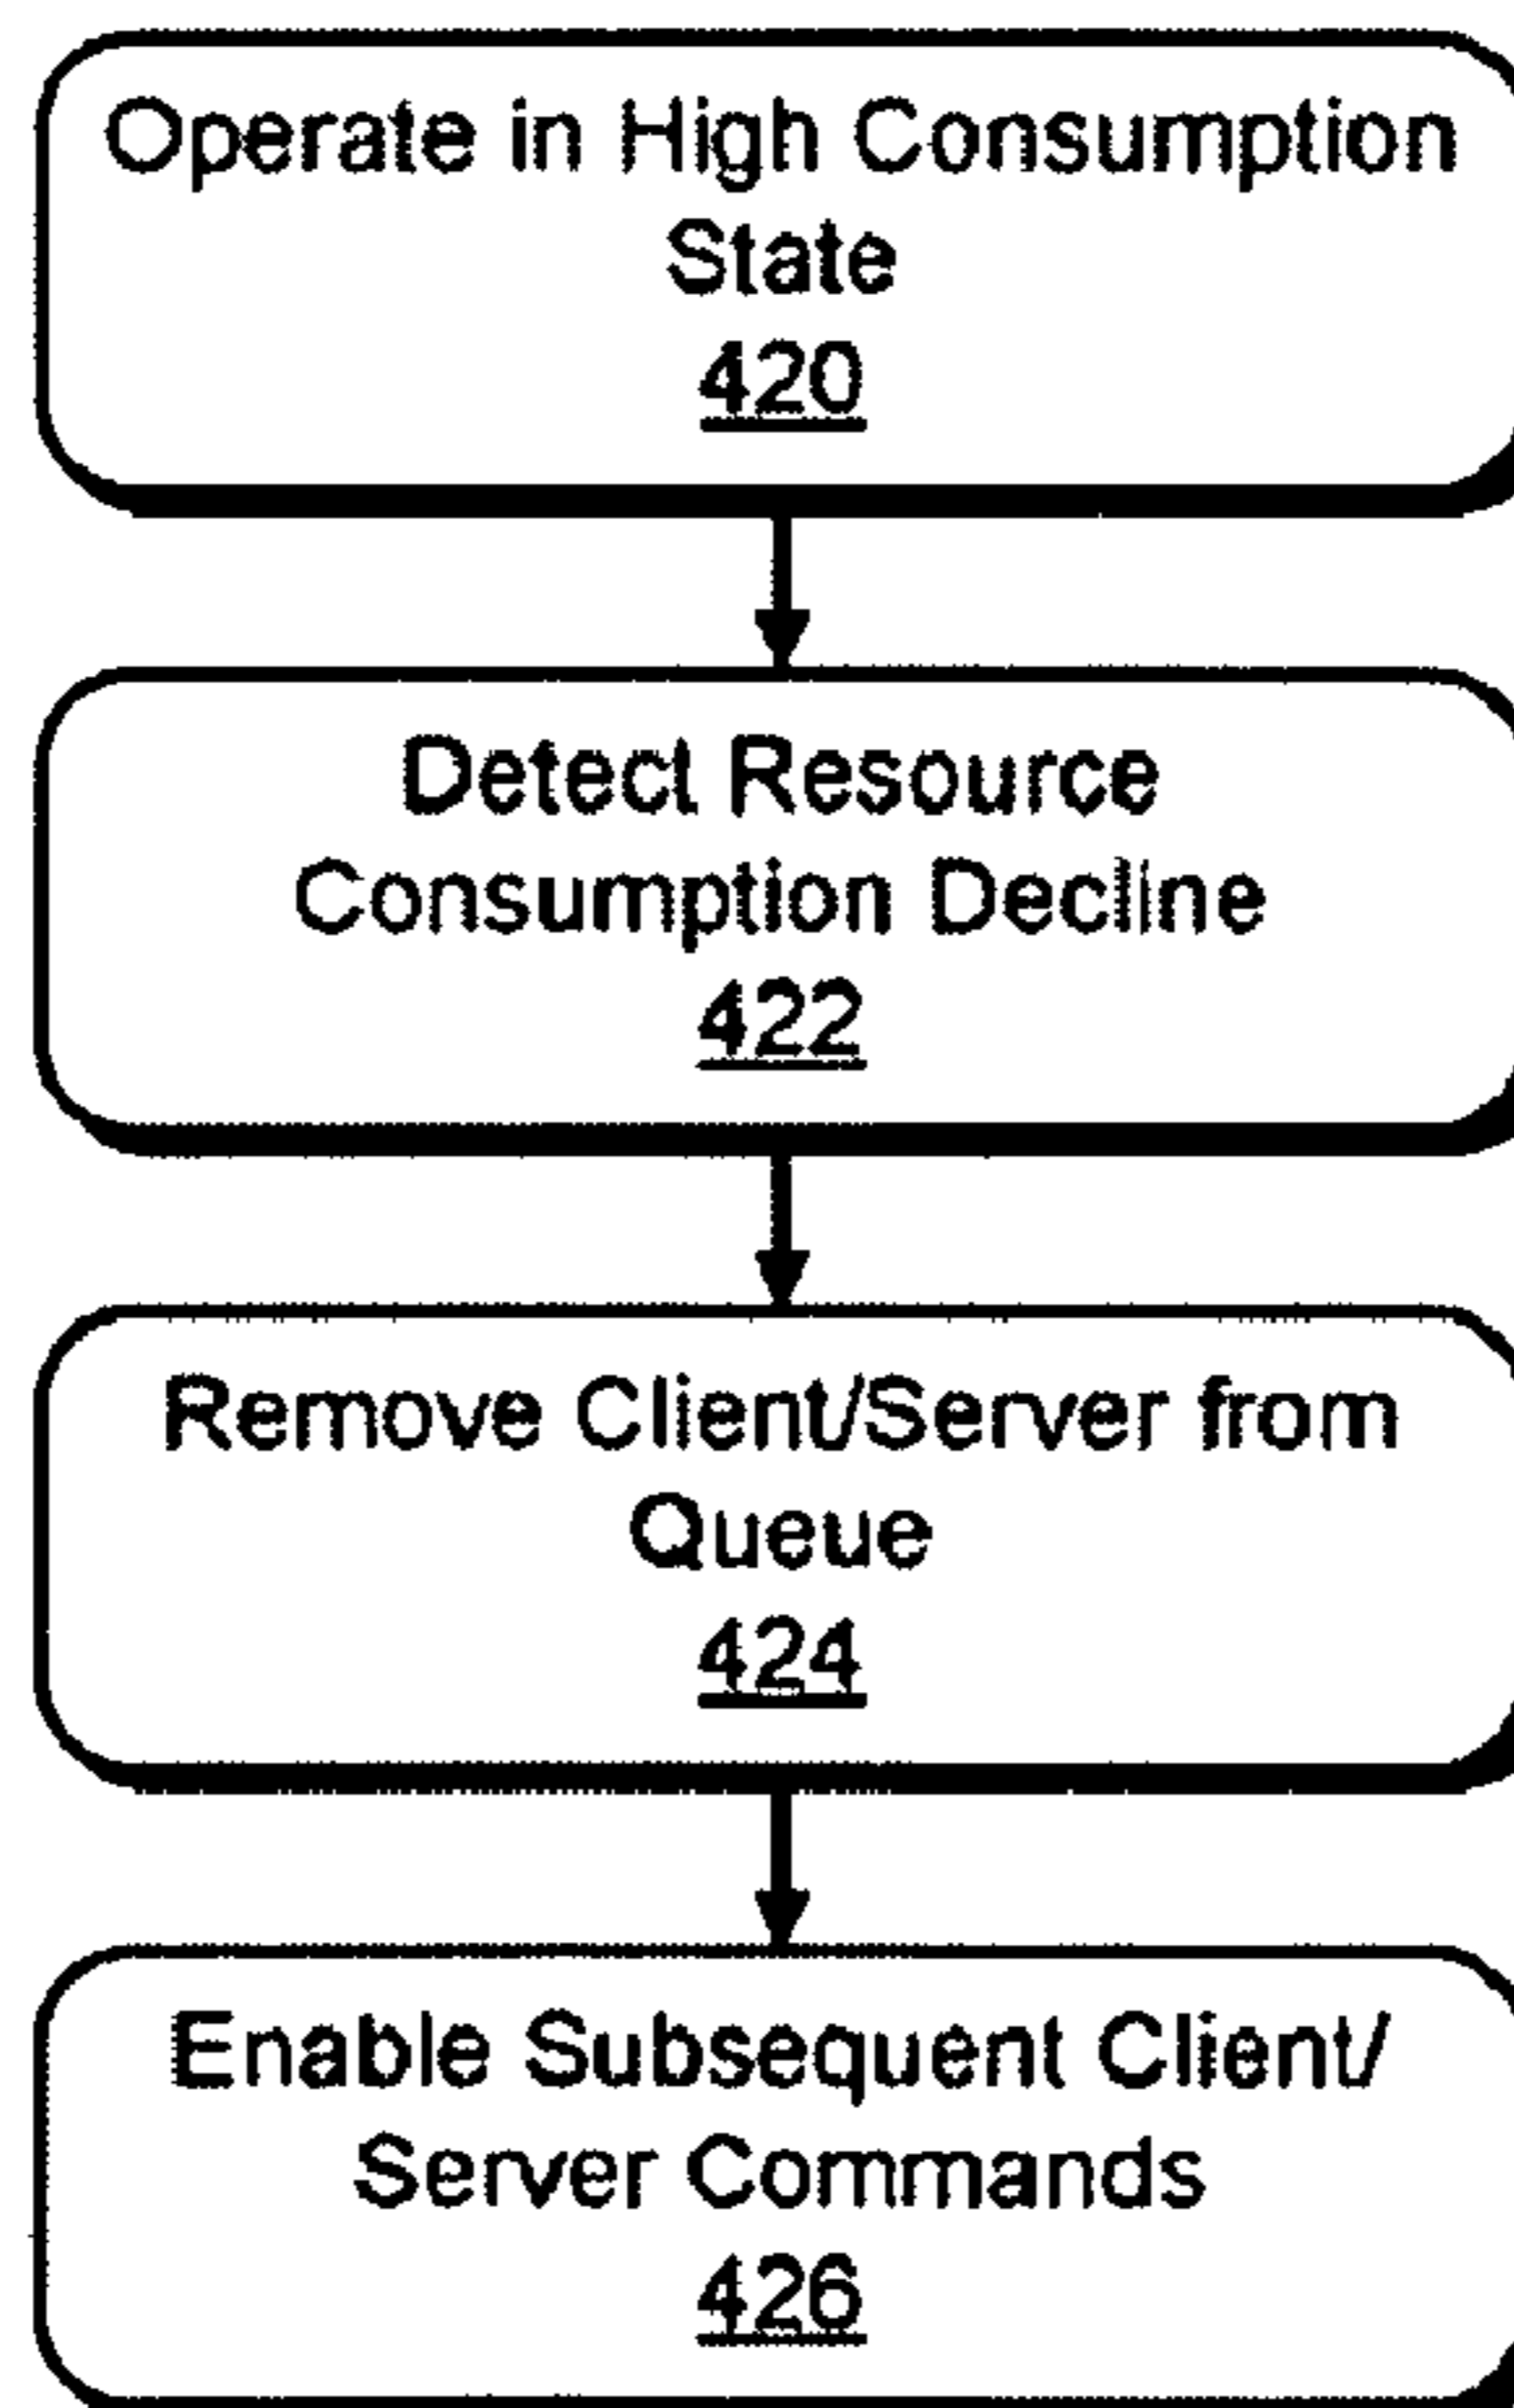 Operate in High Consumption
State
420
Detect Resource
Consumption Decline
422
Remove Client/Server from
Queue
424
Enable Subsequent Client/
Server Commands
426